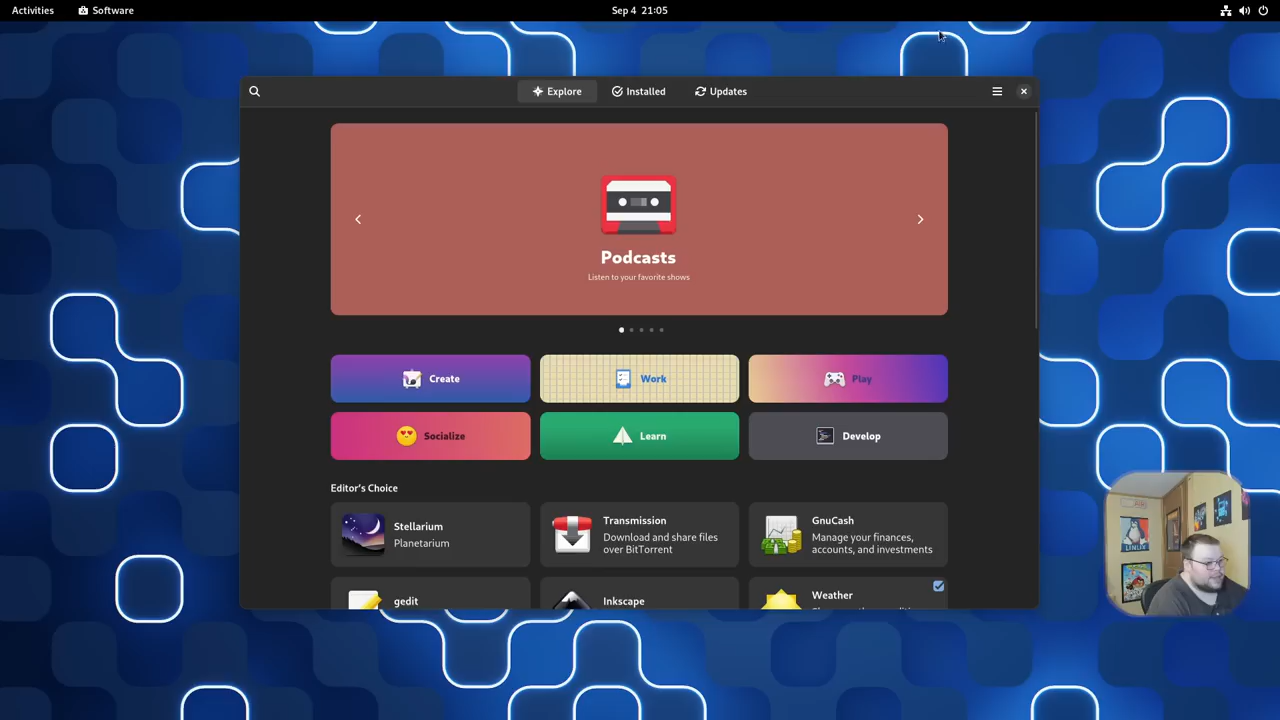 Activities
Software
Sep 4 21:05
Explore
Installed
Updates
Podcasts
Listen to your favorite shows
Create
Work
Play
Socialize
Learn
Develop
Editor's Choice
Stellarium
Planetarium
Transmission
Download and share files
over BitTorrent
GnuCash
Manage your finances,
accounts, and investments
gedit
Inkscape
Weather
LINUX